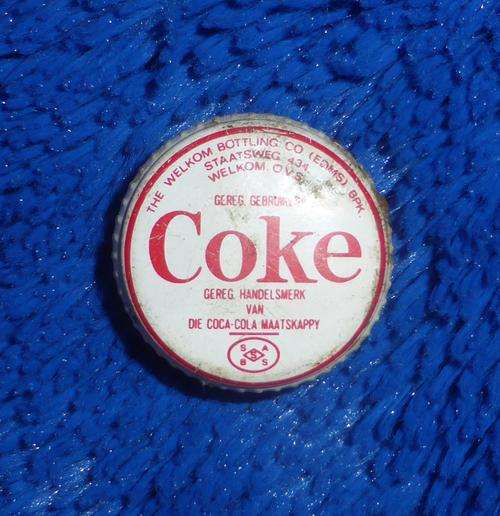 THE WELKOM BOTTLING CO (EDMS) BPK.
STAATSWEG 434
WELKOM. O.V.S.
GEREG. GEBRUIKER
Coke
GEREG. HANDELSMERK
VAN
DIE COCA-COLA MAATSKAPPY
S A
S
B S